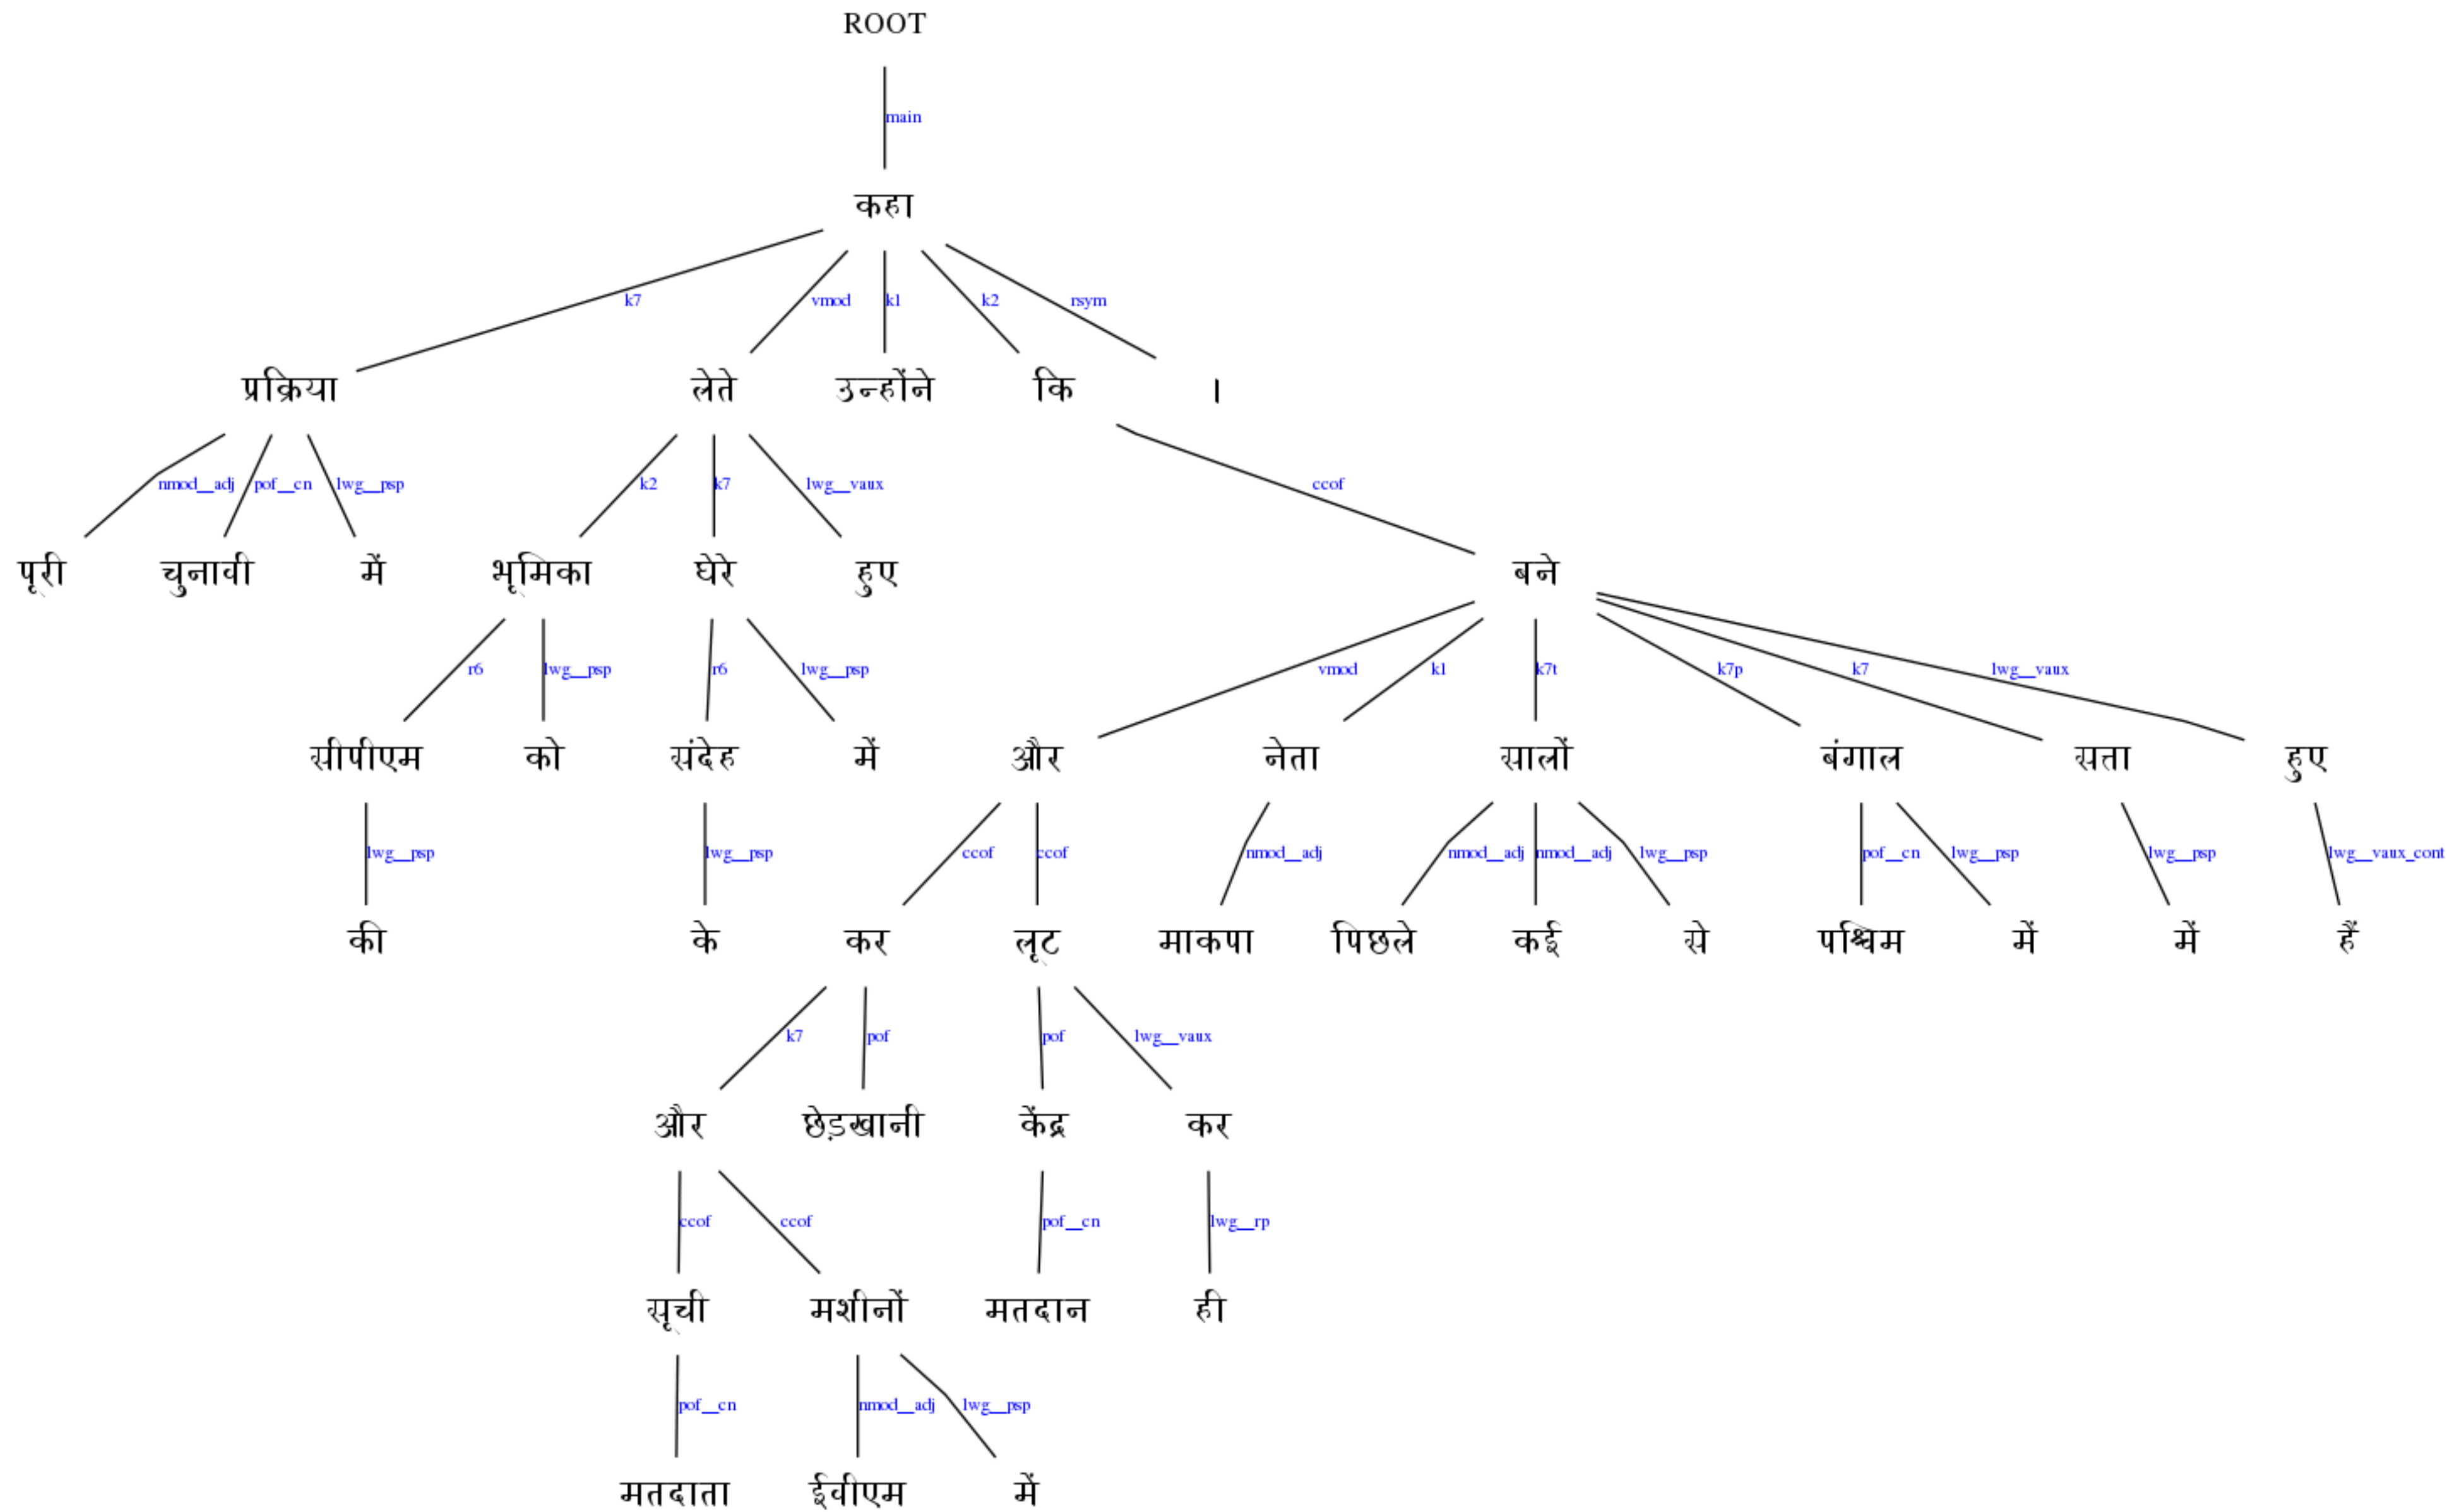 ROOT
main
कहा
k7 vmod k1 k2 rsym
प्रक्रिया लेते उन्होंने कि ।
nmod__adj pof__cn lwg__psp k2 k7 lwg__vaux ccof
पूरी चुनावी में भूमिका घेरे हुए बने
r6 lwg__psp r6 lwg__psp vmod k1 k7t k7p k7 lwg__vaux
सीपीएम को संदेह में और नेता सालों बंगाल सत्ता हुए
lwg__psp lwg__psp ccof ccof nmod__adj nmod__adj nmod__adj lwg__psp pof__cn lwg__psp lwg__psp lwg__vaux_cont
की के कर लूट माकपा पिछले कई से पश्चिम में में हैं
k7 pof pof lwg__vaux
और छेड़खानी केंद्र कर
ccof ccof pof__cn lwg__rp
सूची मशीनों मतदान ही
pof__cn nmod__adj lwg__psp
मतदाता ईवीएम में